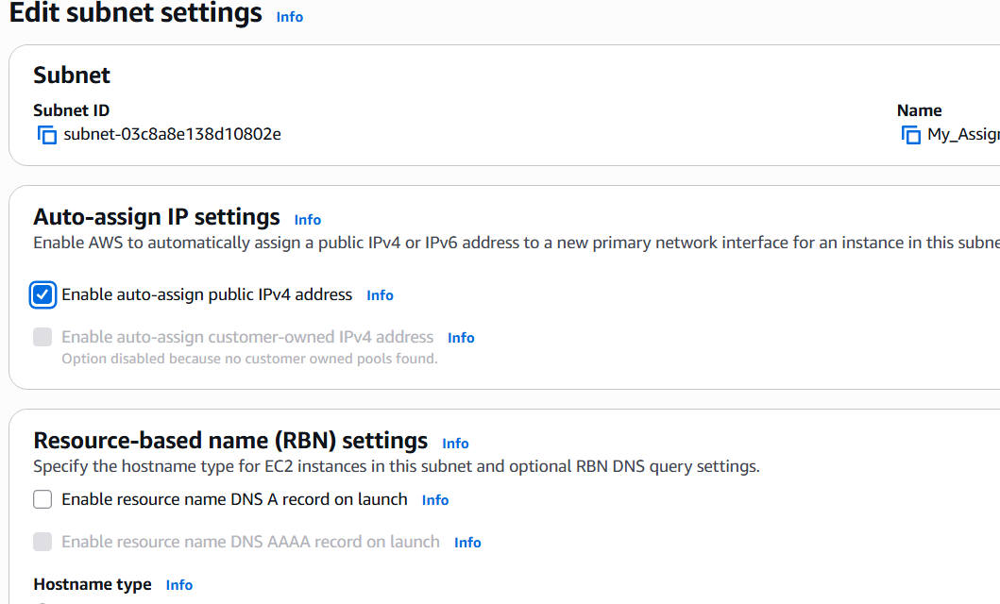 Edit subnet settings Info
Subnet
Subnet ID
subnet-03c8a8e138d10802e
Name
My_Assign
Auto-assign IP settings Info
Enable AWS to automatically assign a public IPv4 or IPv6 address to a new primary network interface for an instance in this
Enable auto-assign public IPv4 address Info
Enable auto-assign customer-owned IPv4 address Info
Option disabled because no customer owned pools found.
Resource-based name (RBN) settings Info
Specify the hostname type for EC2 instances in this subnet and optional RBN DNS query settings.
Enable resource name DNS A record on launch Info
Enable resource name DNS AAAA record on launch Info
Hostname type Info